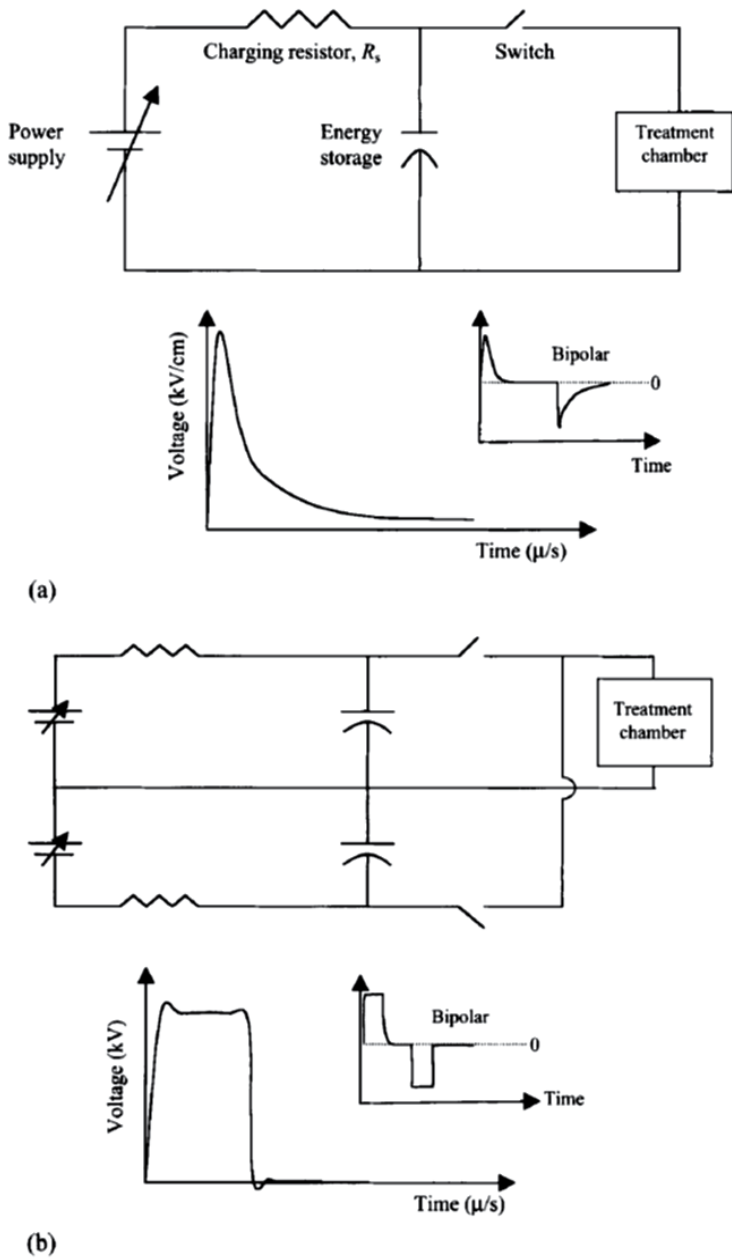 Charging resistor, Rs
Switch
Power
supply
Energy
storage
Treatment
chamber
Voltage (kV/cm)
Bipolar
0
Time
Time (μ/s)
(a)
Treatment
chamber
Voltage (kV)
Bipolar
0
Time
Time (μ/s)
(b)